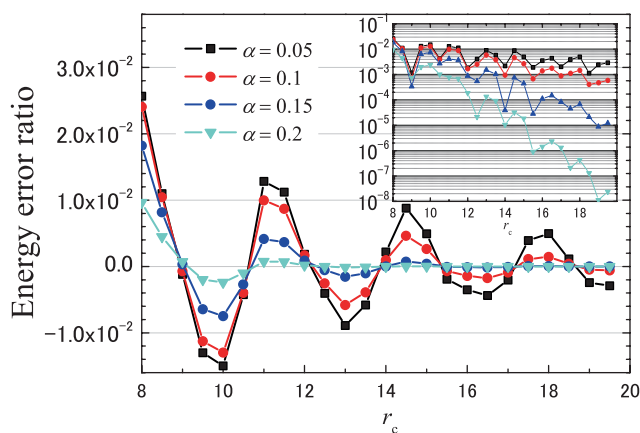 Energy error ratio
3.0x10⁻²
2.0x10⁻²
1.0x10⁻²
0.0
−1.0x10⁻²
8 10 12 14 16 18 20
r_c
α = 0.05
α = 0.1
α = 0.15
α = 0.2
10⁻¹
10⁻²
10⁻³
10⁻⁴
10⁻⁵
10⁻⁶
10⁻⁷
10⁻⁸
8 10 12 14 16 18
r_c